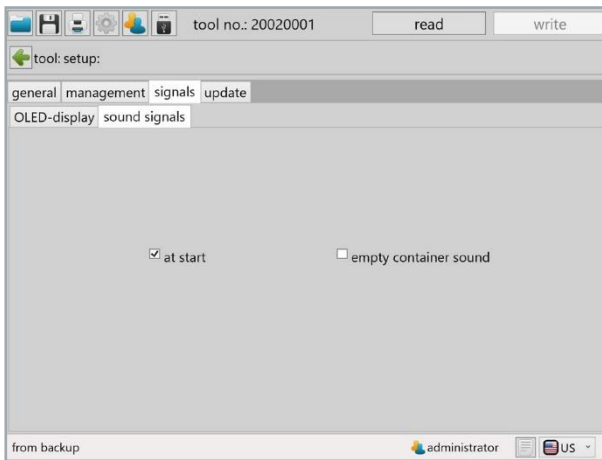 tool no.: 20020001 read write
tool: setup:
general management signals update
OLED-display sound signals
at start empty container sound
from backup administrator US